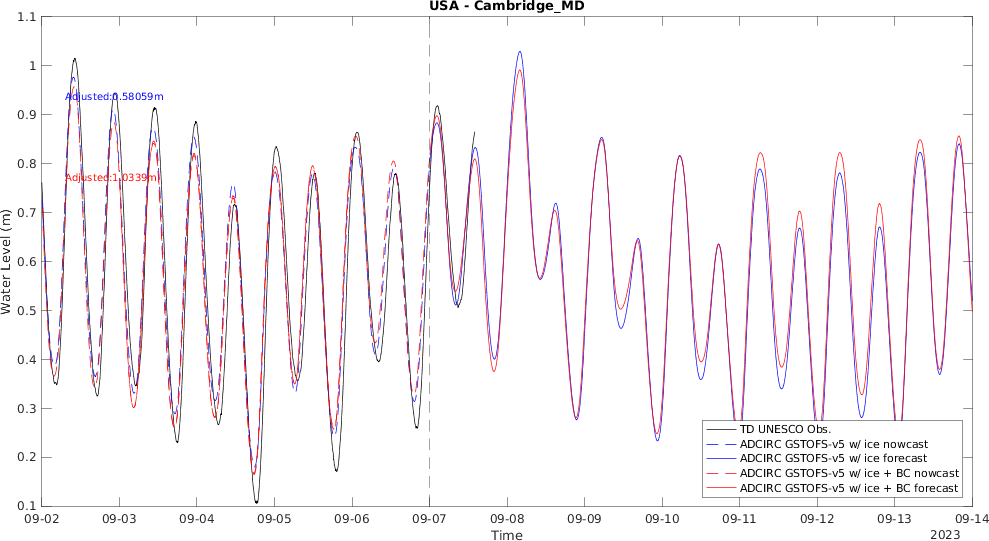 USA - Cambridge_MD
Water Level (m)
1.1
1
0.9
0.8
0.7
0.6
0.5
0.4
0.3
0.2
0.1
Adjusted:0.58059m
Adjusted:1.0339m
TD UNESCO Obs.
ADCIRC GSTOFS-v5 w/ ice nowcast
ADCIRC GSTOFS-v5 w/ ice forecast
ADCIRC GSTOFS-v5 w/ ice + BC nowcast
ADCIRC GSTOFS-v5 w/ ice + BC forecast
09-02 09-03 09-04 09-05 09-06 09-07 09-08 09-09 09-10 09-11 09-12 09-13 09-14
Time
2023